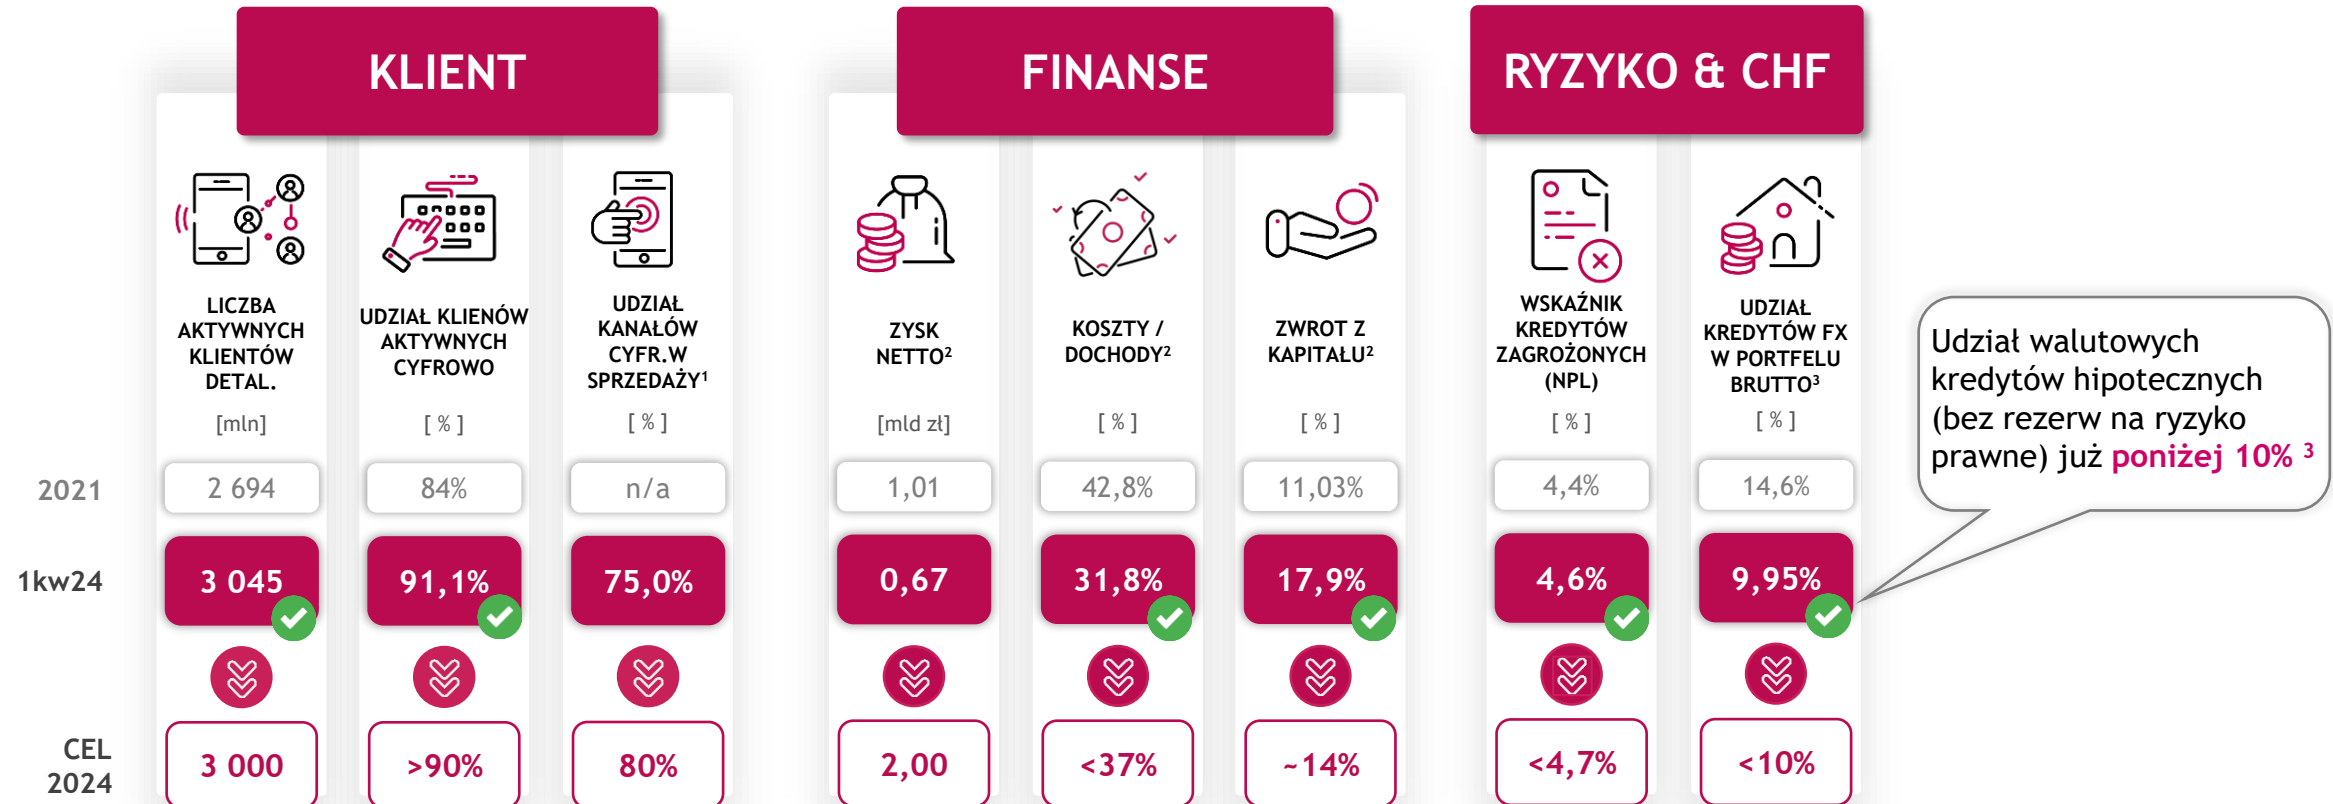 KLIENT
FINANSE
RYZYKO & CHF
LICZBA
AKTYWNYCH
KLIENTÓW
DETAL.
[mln]
UDZIAŁ KLIENÓW
AKTYWNYCH
CYFROWO
[ % ]
UDZIAŁ
KANAŁÓW
CYFR.W
SPRZEDAŻY¹
[ % ]
ZYSK
NETTO²
[mld zł]
KOSZTY /
DOCHODY²
[ % ]
ZWROT Z
KAPITAŁU²
[ % ]
WSKAŹNIK
KREDYTÓW
ZAGROŻONYCH
(NPL)
[ % ]
UDZIAŁ
KREDYTÓW FX
W PORTFELU
BRUTTO³
[ % ]
Udział walutowych
kredytów hipotecznych
(bez rezerw na ryzyko
prawne) już poniżej 10% ³
2021 2 694 84% n/a 1,01 42,8% 11,03% 4,4% 14,6%
1kw24 3 045 91,1% 75,0% 0,67 31,8% 17,9% 4,6% 9,95%
CEL
2024 3 000 >90% 80% 2,00 <37% ~14% <4,7% <10%